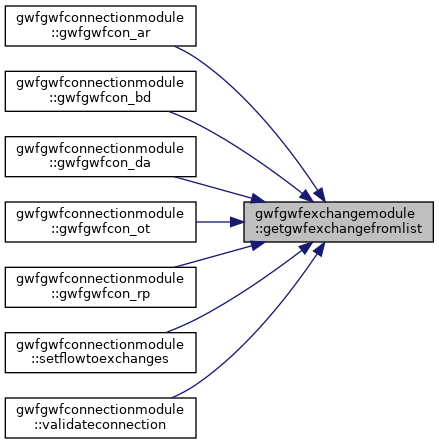 gwfgwfconnectionmodule
::gwfgwfcon_ar
gwfgwfconnectionmodule
::gwfgwfcon_bd
gwfgwfconnectionmodule
::gwfgwfcon_da
gwfgwfconnectionmodule
::gwfgwfcon_ot
gwfgwfconnectionmodule
::gwfgwfcon_rp
gwfgwfconnectionmodule
::setflowtoexchanges
gwfgwfconnectionmodule
::validateconnection
gwfgwfexchangemodule
::getgwfexchangefromlist